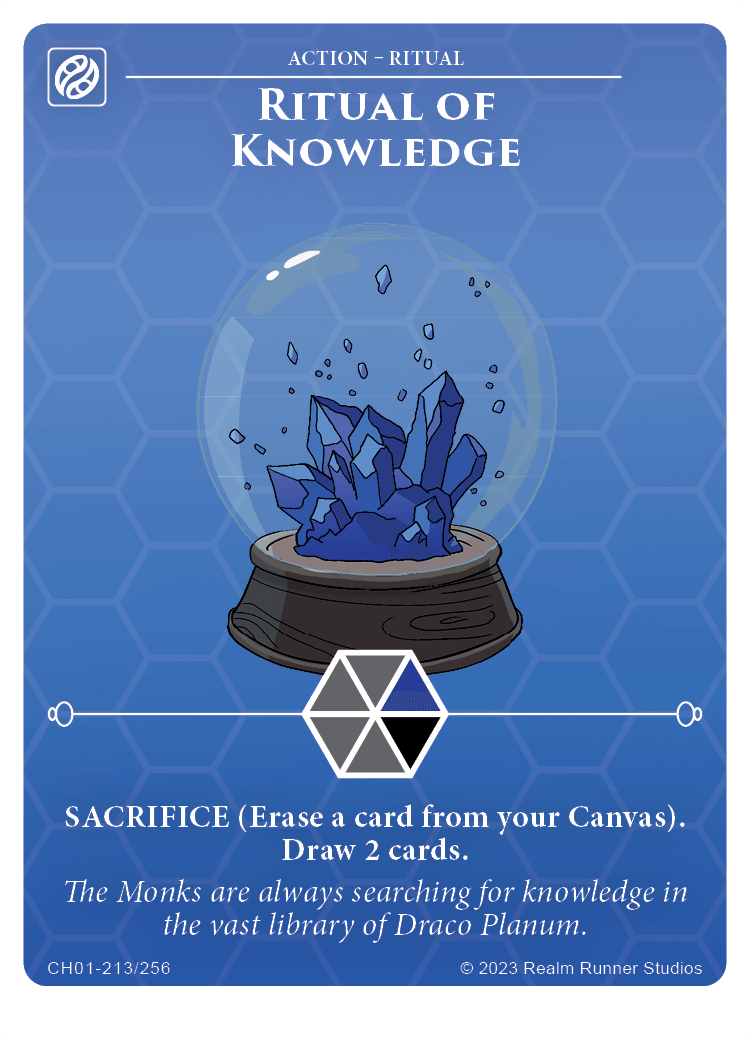 ACTION – RITUAL
Ritual of
Knowledge
SACRIFICE (Erase a card from your Canvas).
Draw 2 cards.
The Monks are always searching for knowledge in
the vast library of Draco Planum.
CH01-213/256
© 2023 Realm Runner Studios